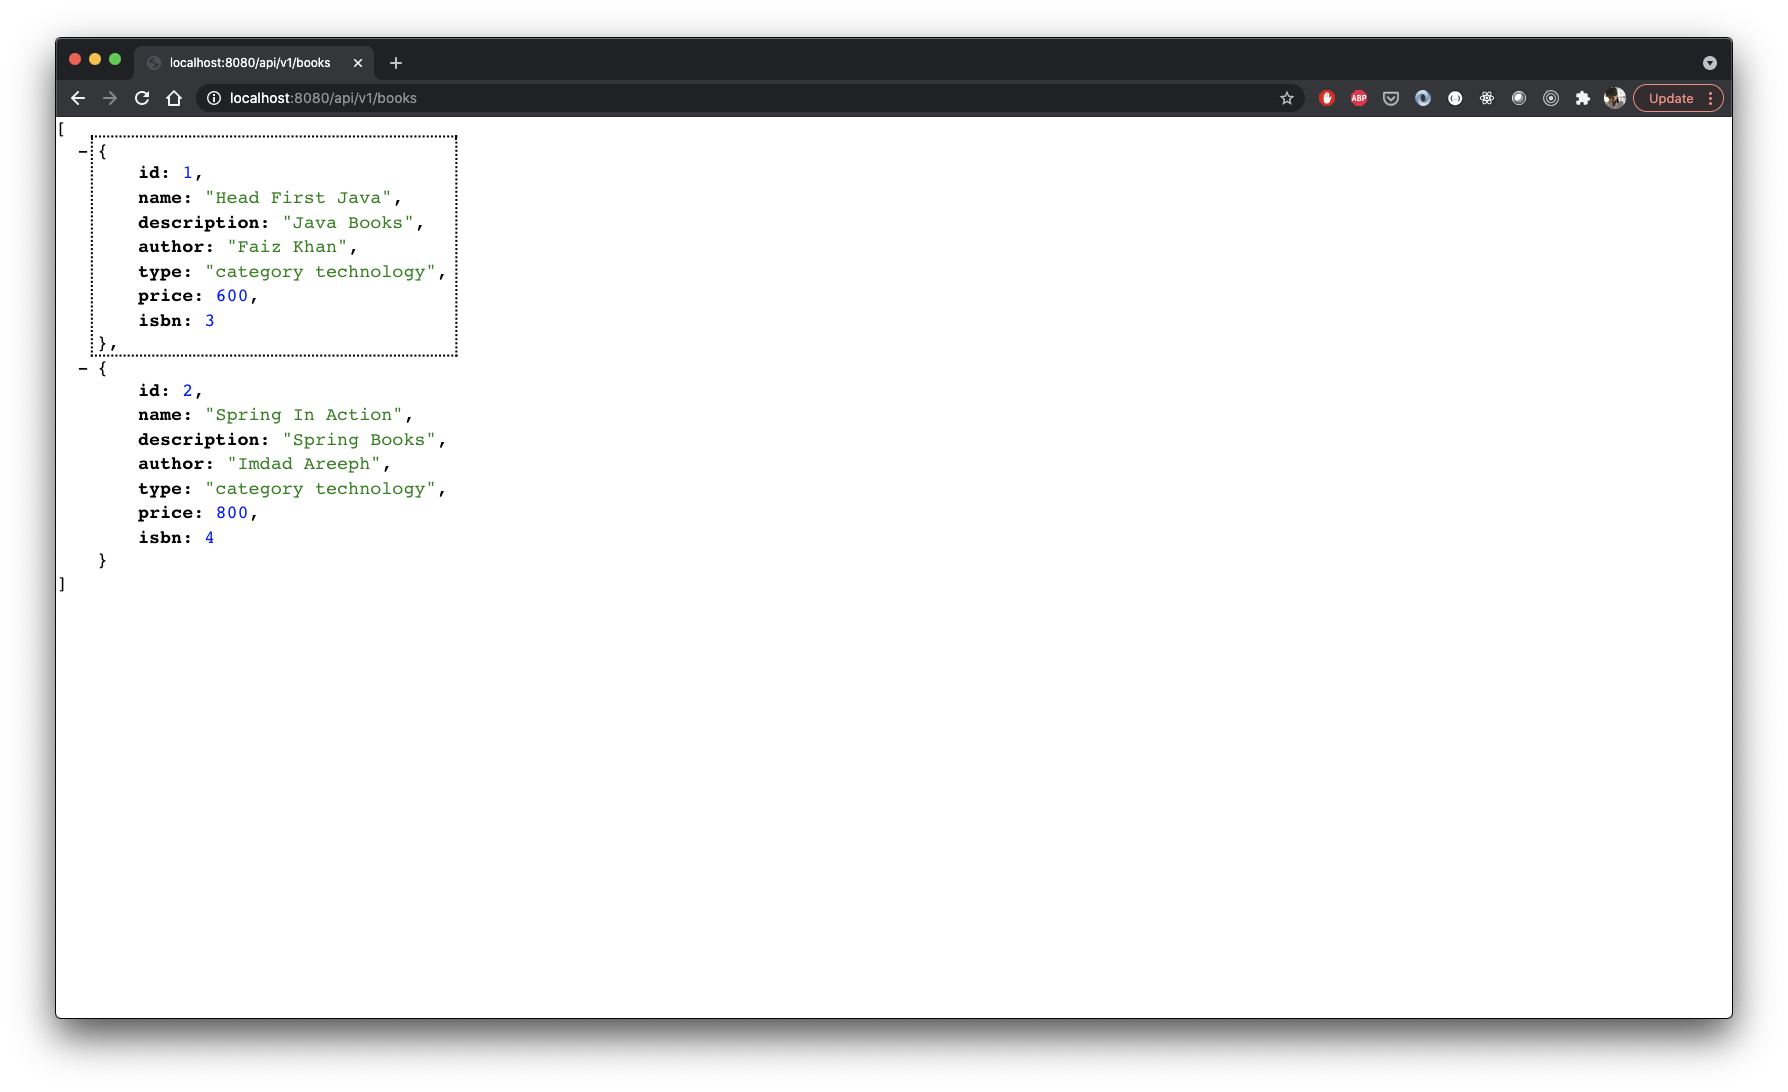 localhost:8080/api/v1/books
localhost:8080/api/v1/books
ABP
Update
[
- {
id: 1,
name: "Head First Java",
description: "Java Books",
author: "Faiz Khan",
type: "category technology",
price: 600,
isbn: 3
},
- {
id: 2,
name: "Spring In Action",
description: "Spring Books",
author: "Imdad Areeph",
type: "category technology",
price: 800,
isbn: 4
}
]